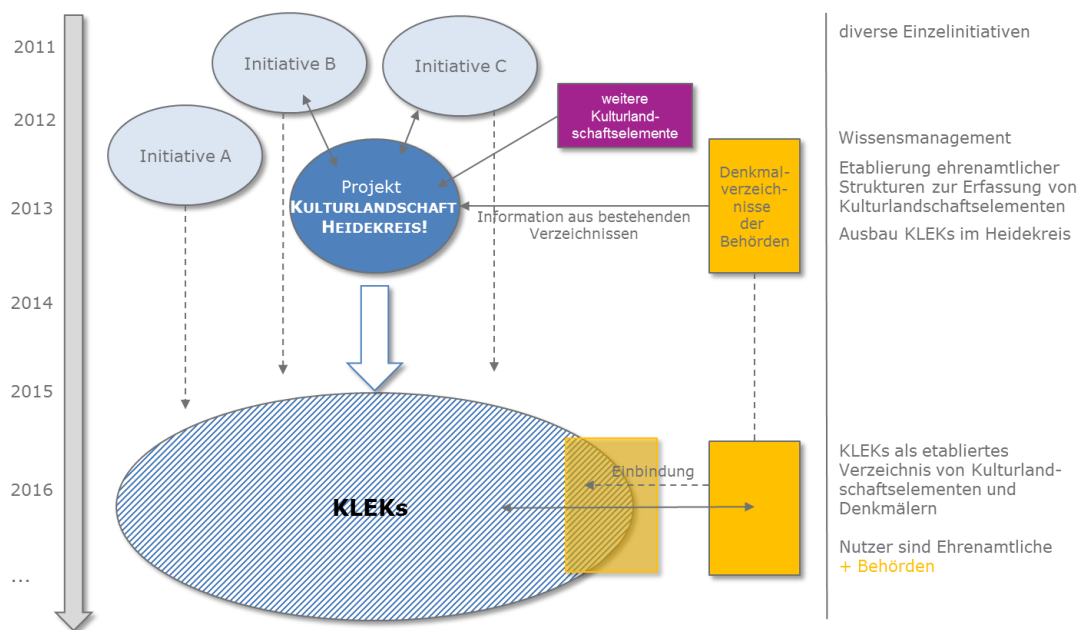 2011
2012
2013
2014
2015
2016
...
Initiative A
Initiative B
Initiative C
weitere
Kulturland-
schaftselemente
Projekt
KULTURLANDSCHAFT
HEIDEKREIS!
Information aus bestehenden
Verzeichnissen
Denkmal-
verzeich-
nisse
der
Behörden
KLEKs
Einbindung
diverse Einzelinitiativen
Wissensmanagement
Etablierung ehrenamtlicher
Strukturen zur Erfassung von
Kulturlandschaftselementen
Ausbau KLEKs im Heidekreis
KLEKs als etabliertes
Verzeichnis von Kulturland-
schaftselementen und
Denkmälern
Nutzer sind Ehrenamtliche
+ Behörden